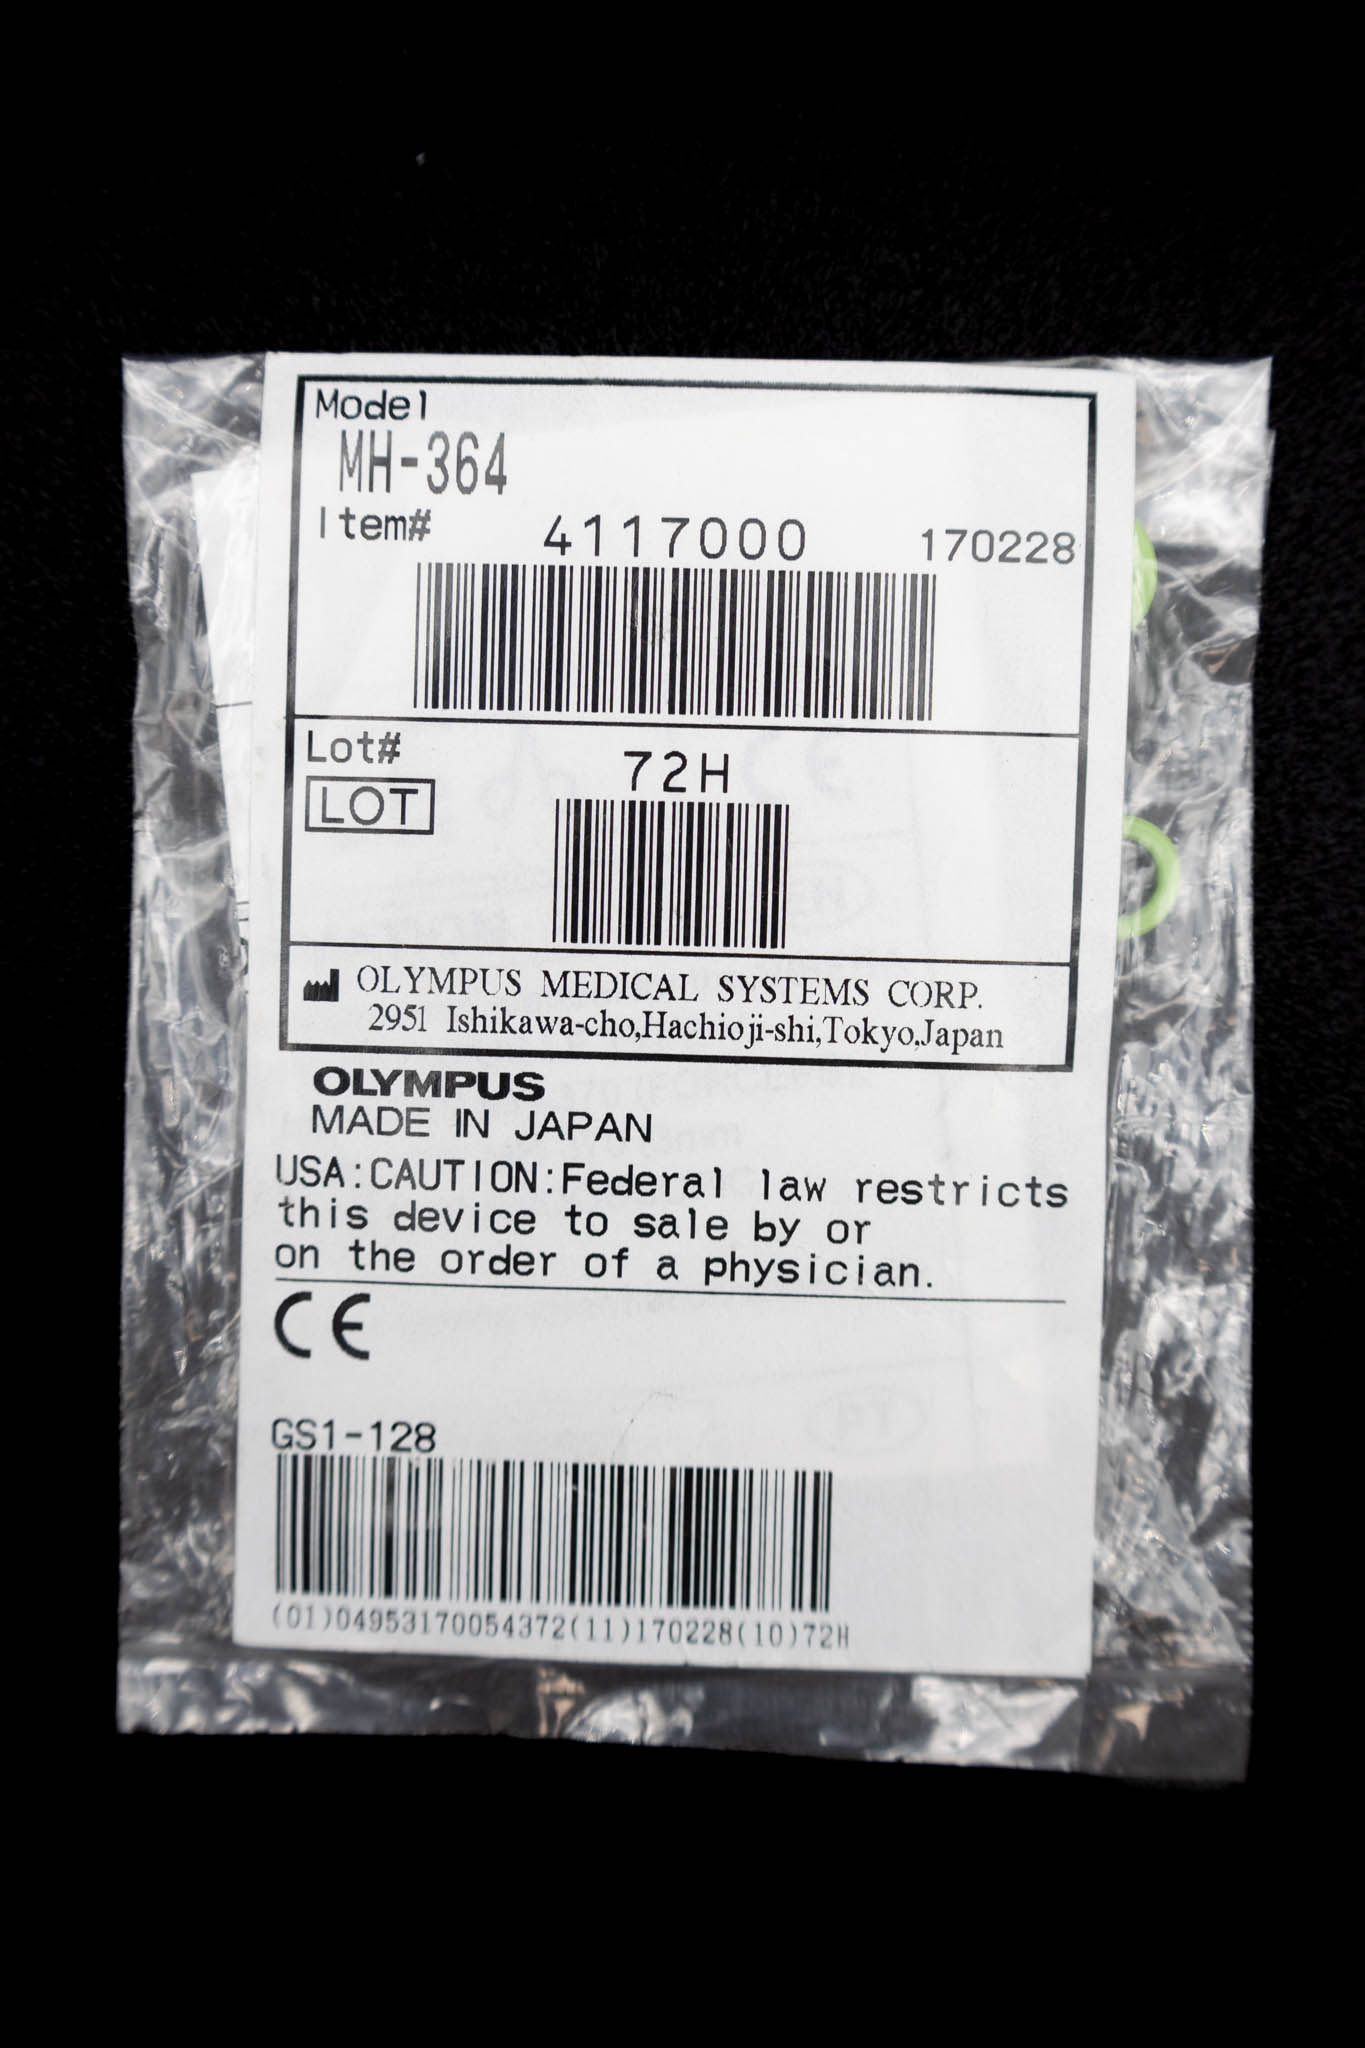 Model
MH-364
Item# 4117000 170228
Lot# 72H
LOT
OLYMPUS MEDICAL SYSTEMS CORP.
2951 Ishikawa-cho,Hachioji-shi,Tokyo,Japan
OLYMPUS
MADE IN JAPAN
USA:CAUTION:Federal law restricts
this device to sale by or
on the order of a physician.
CE
GS1-128
(01)04953170054372(11)170228(10)72H